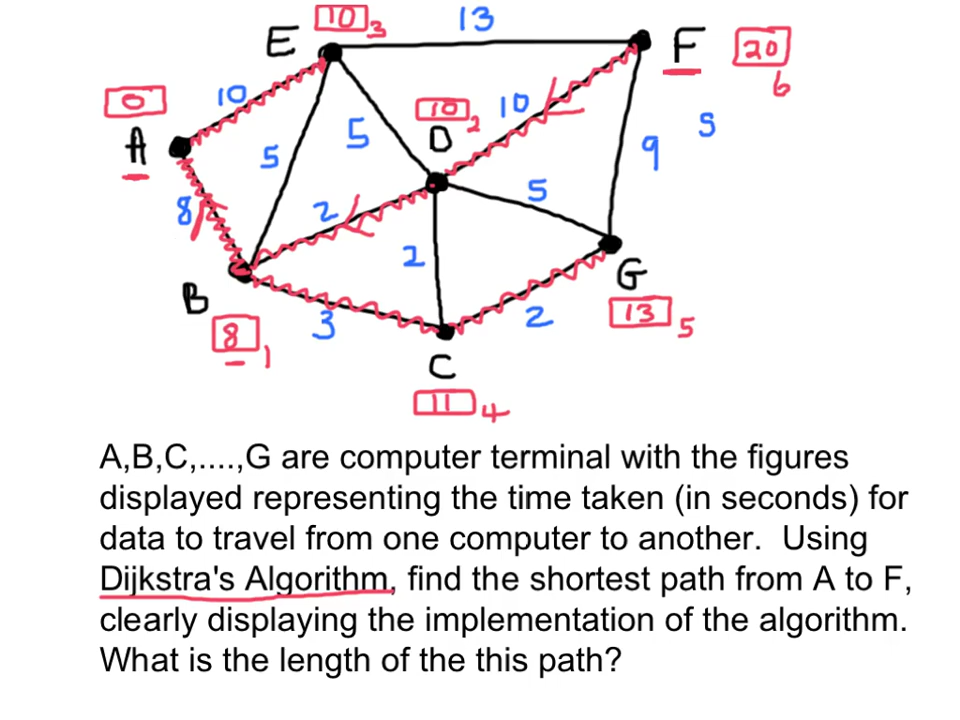 10 3 13
E F 20
6
0 10 10 2 10
A D 5 9 S
5
8 2 5
2
B G
3 2 13 5
8 1 C
11 4
A,B,C,....,G are computer terminal with the figures
displayed representing the time taken (in seconds) for
data to travel from one computer to another. Using
Dijkstra's Algorithm, find the shortest path from A to F,
clearly displaying the implementation of the algorithm.
What is the length of the this path?